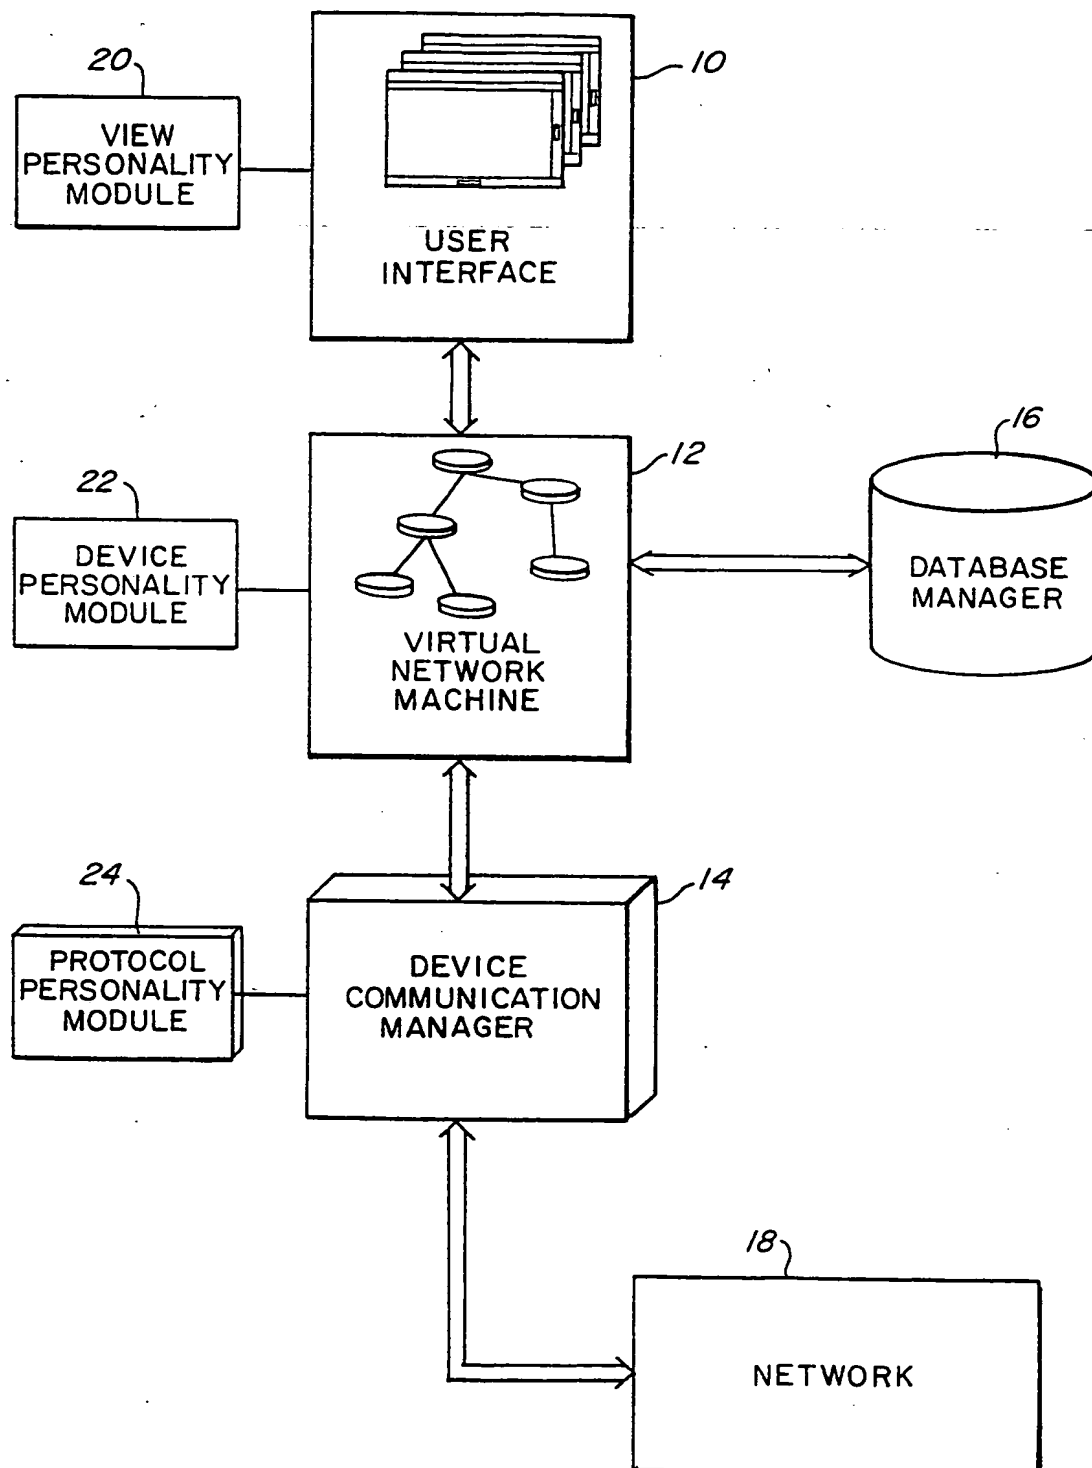 20
10
VIEW
PERSONALITY
MODULE
USER
INTERFACE
22
12
16
DEVICE
PERSONALITY
MODULE
DATABASE
MANAGER
VIRTUAL
NETWORK
MACHINE
24
14
PROTOCOL
PERSONALITY
MODULE
DEVICE
COMMUNICATION
MANAGER
18
NETWORK